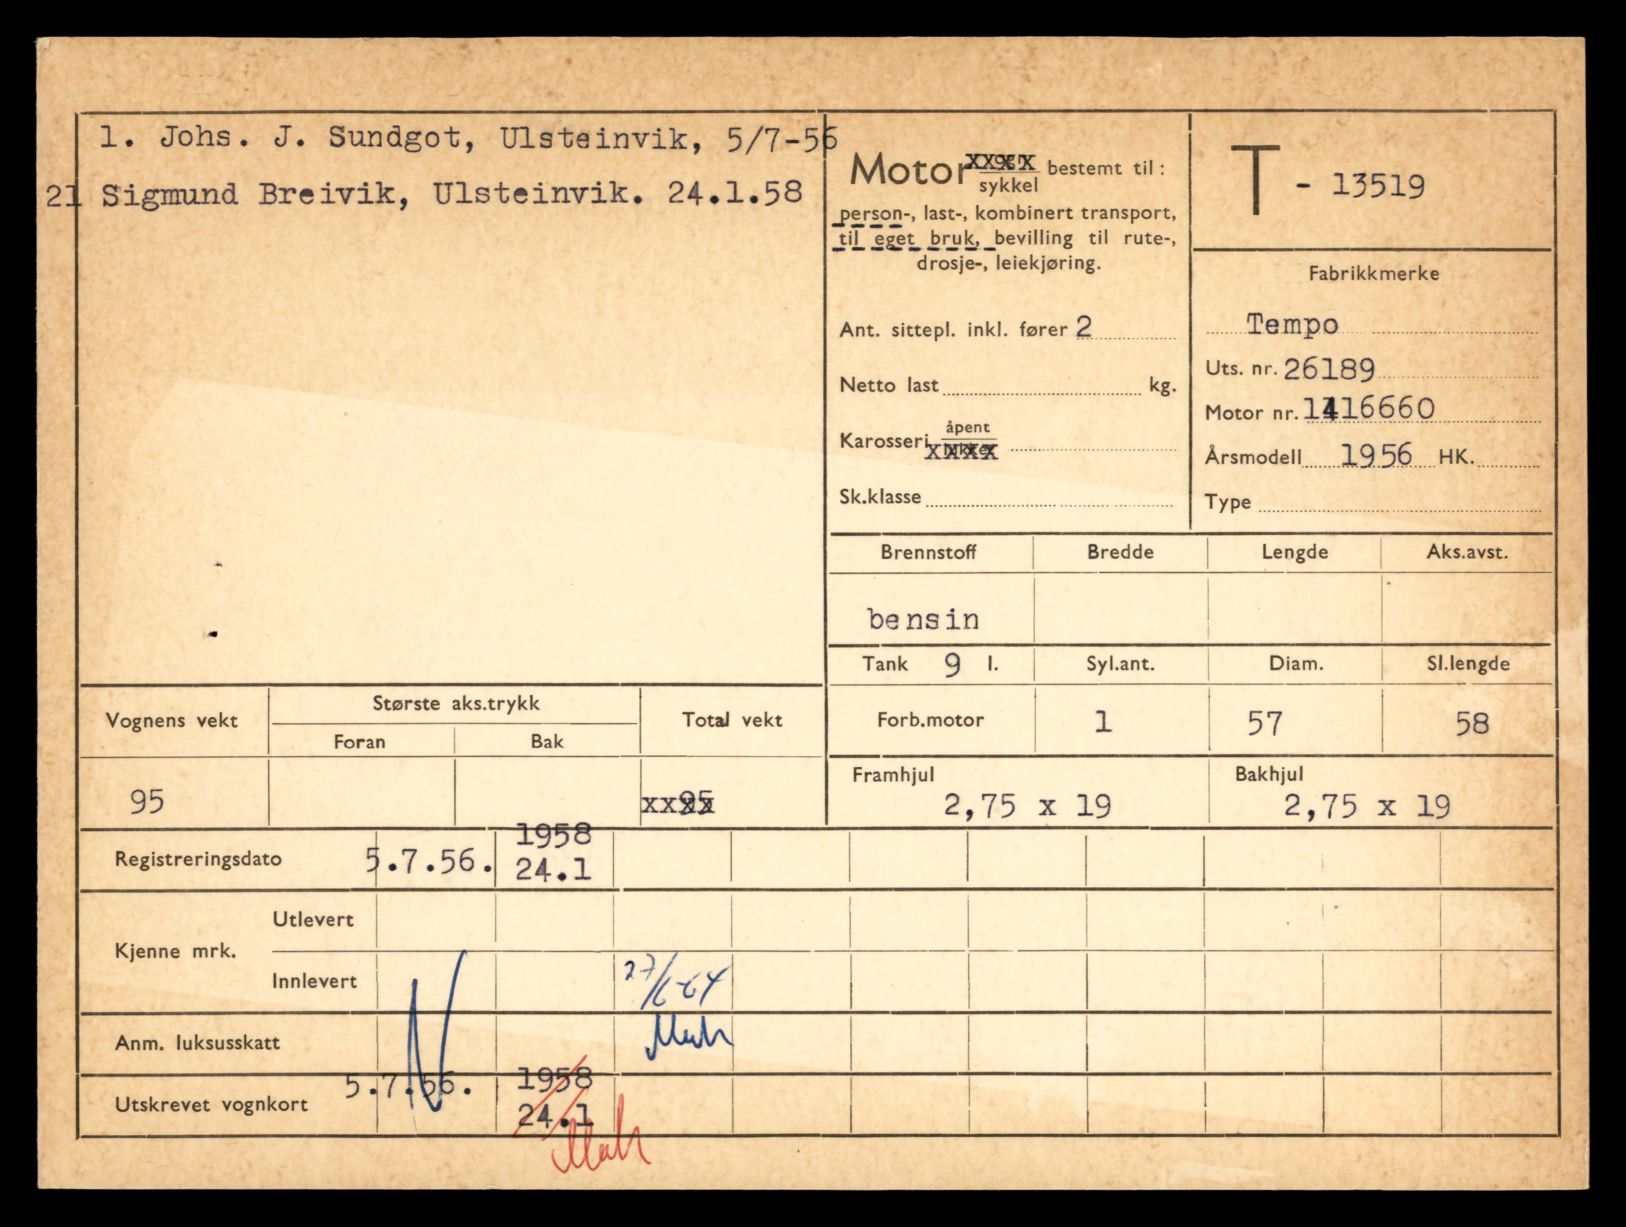 1. Johs. J. Sundgot, Ulsteinvik, 5/7-56
21 Sigmund Breivik, Ulsteinvik. 24.1.58
Motor sykkel bestemt til:
person-, last-, kombinert transport,
til eget bruk, bevilling til rute-,
drosje-, leiekjøring.
Ant. sittepl. inkl. fører 2
Netto last kg.
Karosseri åpent
Sk.klasse
T - 13519
Fabrikkmerke
Tempo
Uts. nr. 26189
Motor nr. 1416660
Årsmodell 1956 HK.
Type
Brennstoff Bredde Lengde Aks.avst.
bensin
Tank 9 l. Syl.ant. Diam. Sl.lengde
Forb.motor 1 57 58
Framhjul Bakhjul
2,75 x 19 2,75 x 19
Vognens vekt Største aks.trykk Total vekt
Foran Bak
95 xx95
Registreringsdato 5.7.56. 1958
24.1
Kjenne mrk. Utlevert
Innlevert 27/6-64
Anm. luksusskatt
Utskrevet vognkort 5.7.56. 1958
24.1